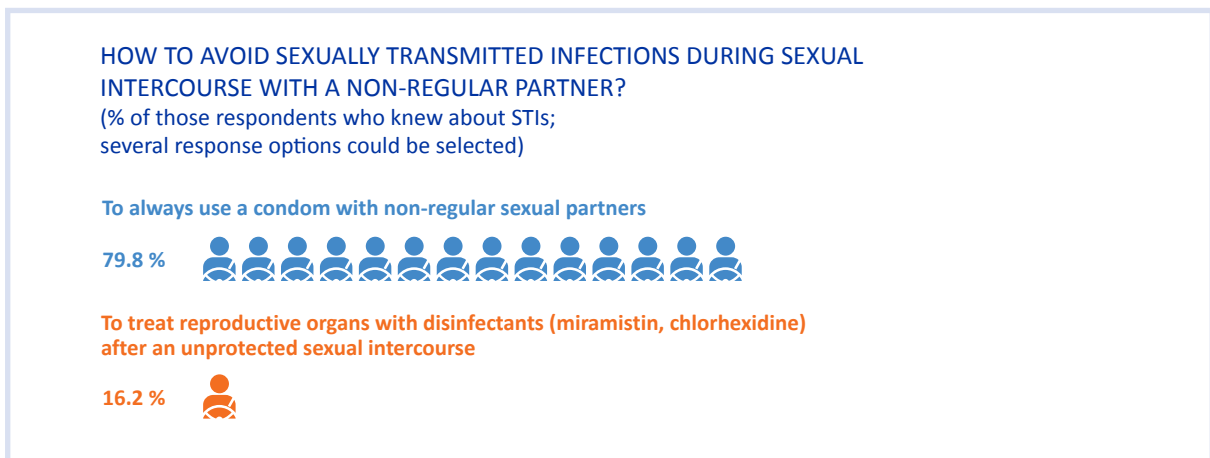 HOW TO AVOID SEXUALLY TRANSMITTED INFECTIONS DURING SEXUAL
INTERCOURSE WITH A NON-REGULAR PARTNER?
(% of those respondents who knew about STIs;
several response options could be selected)
To always use a condom with non-regular sexual partners
79.8 %
To treat reproductive organs with disinfectants (miramistin, chlorhexidine)
after an unprotected sexual intercourse
16.2 %